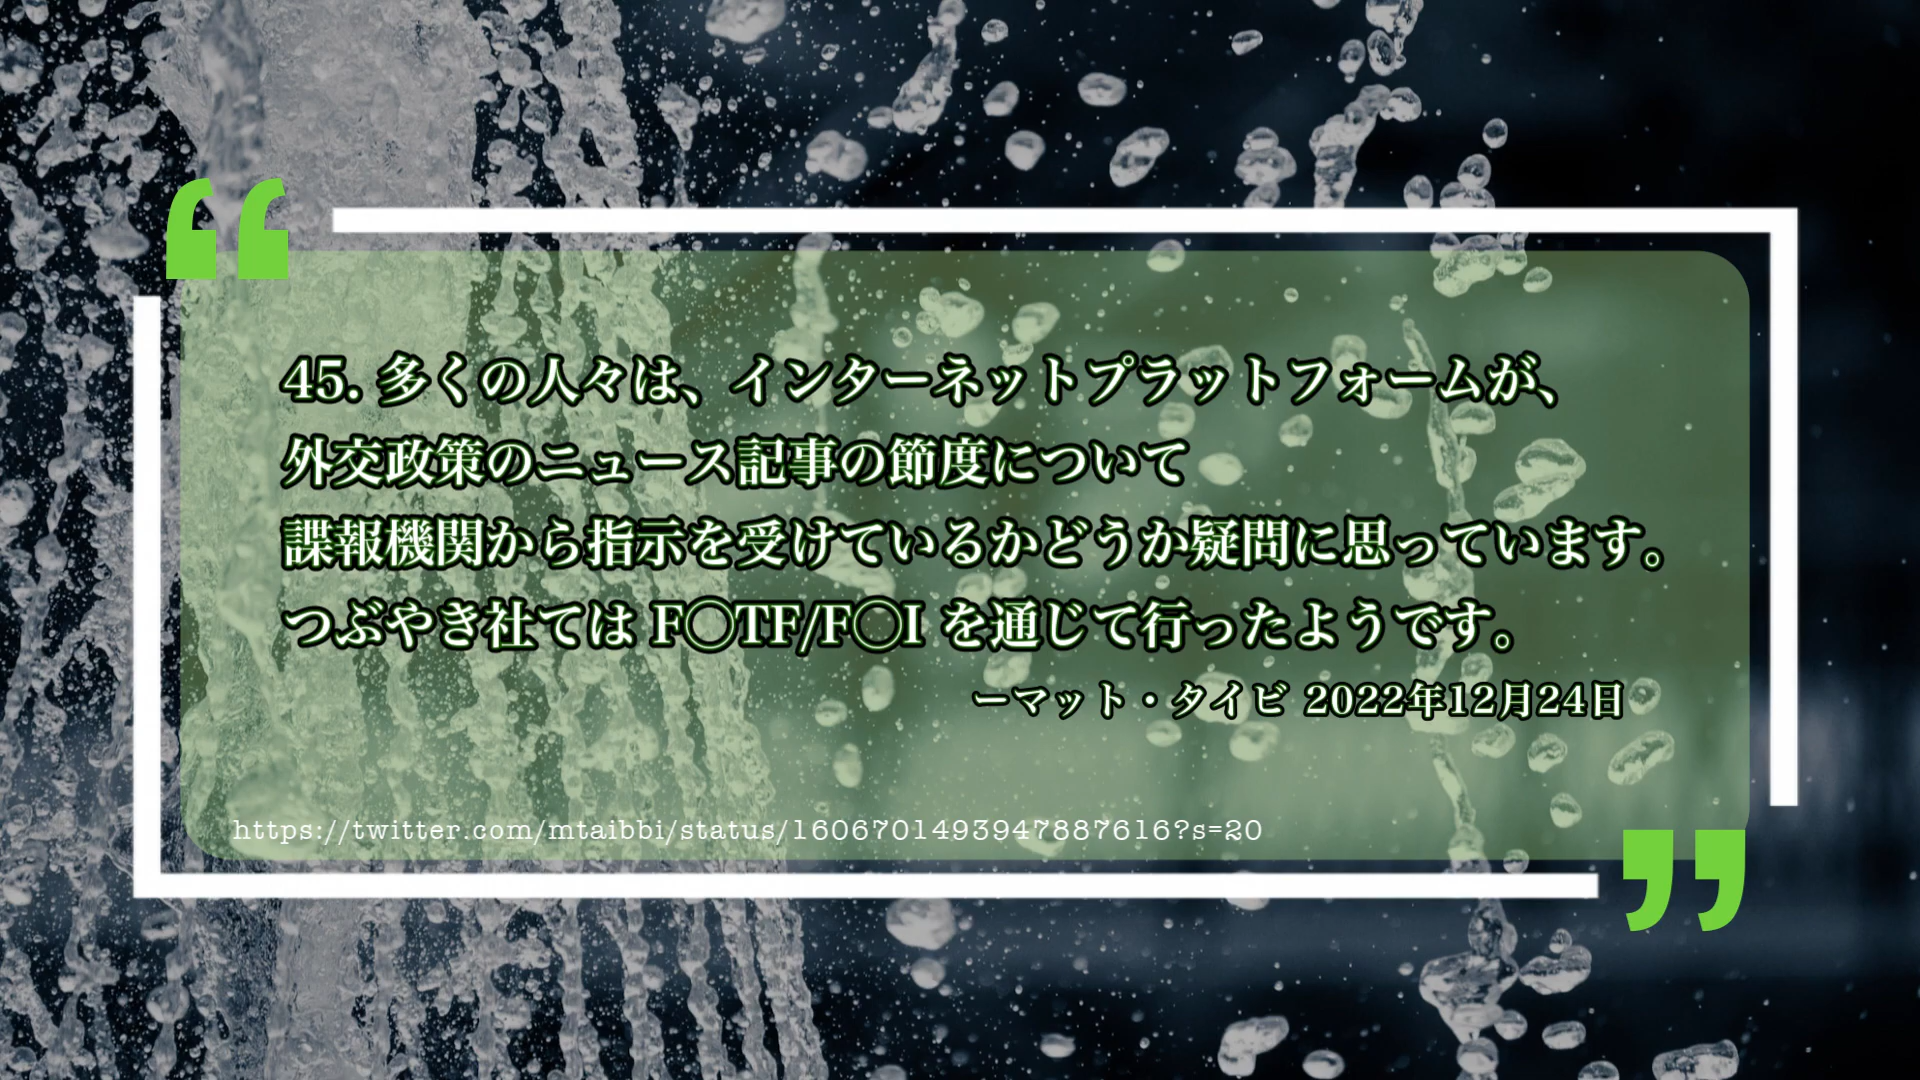 45. 多くの人々は、インターネットプラットフォームが、
外交政策のニュース記事の節度について
諜報機関から指示を受けているかどうか疑問に思っています。
つぶやき社ては F◯TF/F◯I を通じて行ったようです。
ーマット・タイビ 2022年12月24日
https://twitter.com/mtaibbi/status/1606701493947887616?s=20